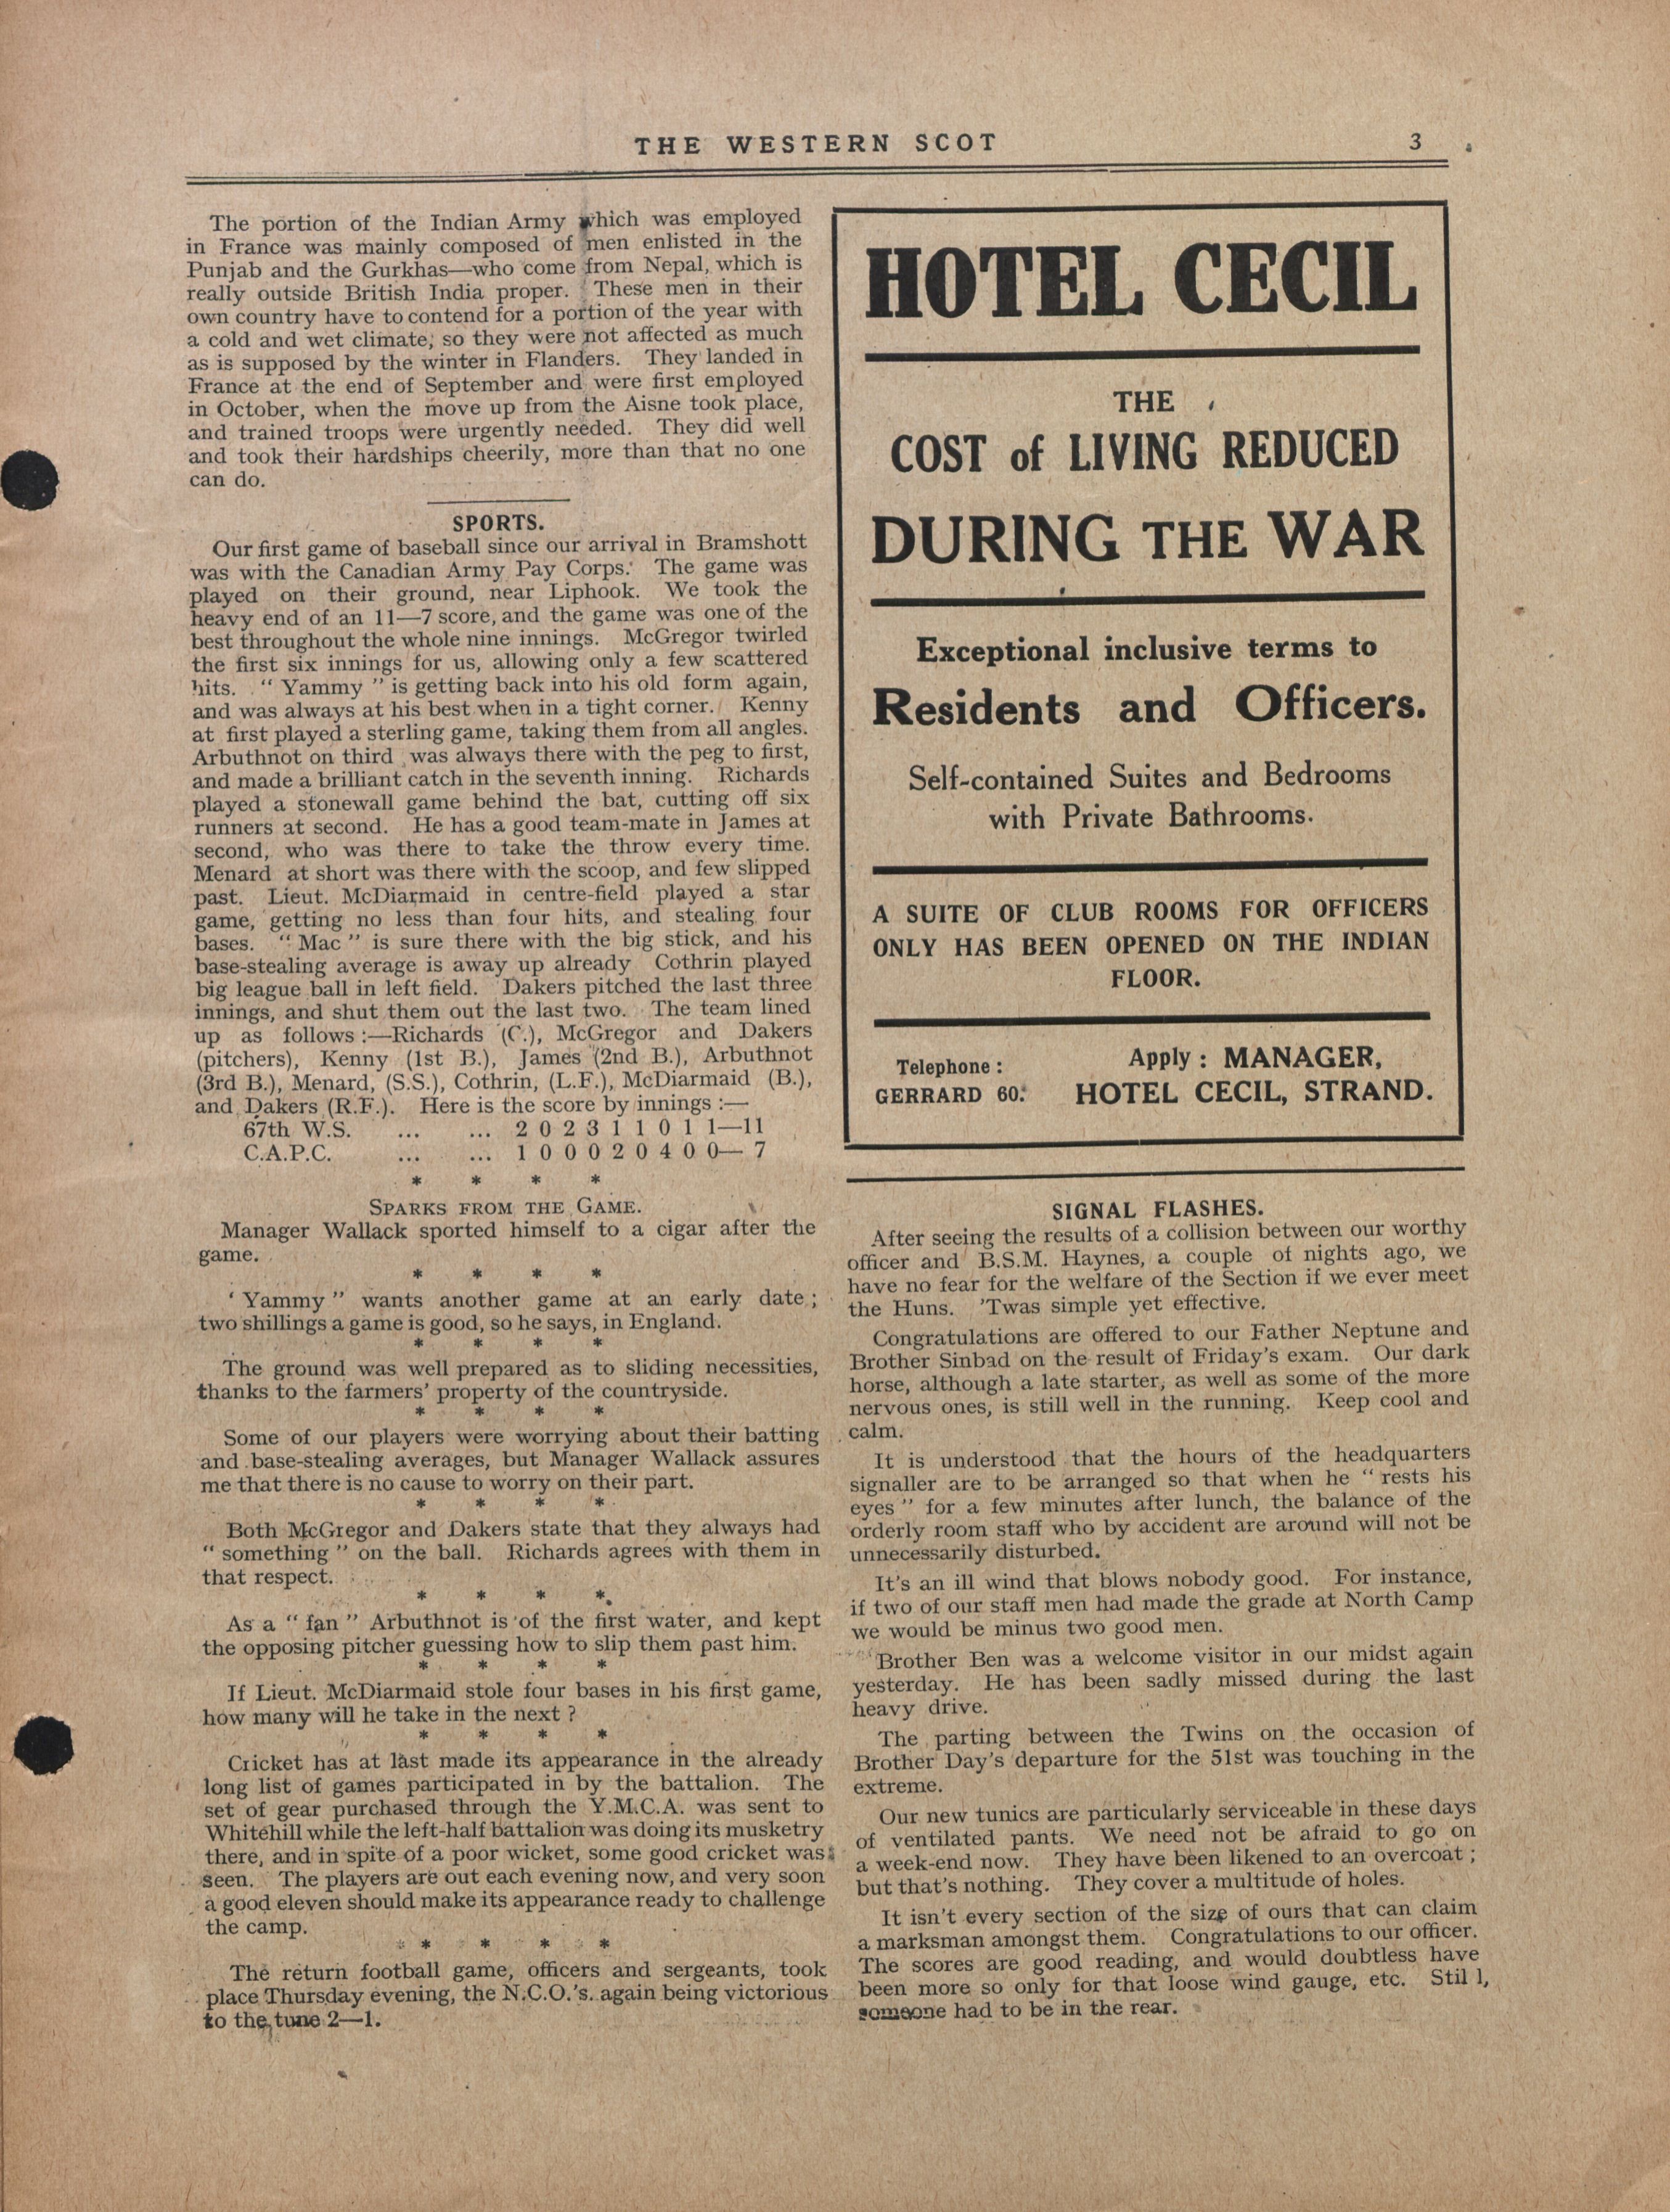 THE WESTERN SCOT 3
The portion of the Indian Army which was employed
in France was mainly composed of men enlisted in the
Punjab and the Gurkhas—who come from Nepal, which is
really outside British India proper. These men in their
own country have to contend for a portion of the year with
a cold and wet climate, so they were not affected as much
as is supposed by the winter in Flanders. They landed in
France at the end of September and were first employed
in October, when the move up from the Aisne took place,
and trained troops were urgently needed. They did well
and took their hardships cheerily, more than that no one
can do.
SPORTS.
Our first game of baseball since our arrival in Bramshott
was with the Canadian Army Pay Corps. The game was
played on their ground, near Liphook. We took the
heavy end of an 11—7 score, and the game was one of the
best throughout the whole nine innings. McGregor twirled
the first six innings for us, allowing only a few scattered
hits. “ Yammy ” is getting back into his old form again,
and was always at his best when in a tight corner. Kenny
at first played a sterling game, taking them from all angles.
Arbuthnot on third was always there with the peg to first,
and made a brilliant catch in the seventh inning. Richards
played a stonewall game behind the bat, cutting off six
runners at second. He has a good team-mate in James at
second, who was there to take the throw every time.
Menard at short was there with the scoop, and few slipped
past. Lieut. McDiarmaid in centre-field played a star
game, getting no less than four hits, and stealing four
bases. “ Mac ” is sure there with the big stick, and his
base-stealing average is away up already Cothrin played
big league ball in left field. Dakers pitched the last three
innings, and shut them out the last two. The team lined
up as follows :—Richards (C.), McGregor and Dakers
(pitchers), Kenny (1st B.), James (2nd B.), Arbuthnot
(3rd B.), Menard, (S.S.), Cothrin, (L.F.), McDiarmaid (B.),
and Dakers (R.F.). Here is the score by innings :—
67th W.S. ... ... 2 0 2 3 1 1 0 1 1 1—11
C.A.P.C. ... ... 1 0 0 0 2 0 4 0 0— 7
* * * *
SPARKS FROM THE GAME.
Manager Wallack sported himself to a cigar after the
game.
* * * *
‘ Yammy ” wants another game at an early date ;
two shillings a game is good, so he says, in England.
* * * *
The ground was well prepared as to sliding necessities,
thanks to the farmers’ property of the countryside.
* * * *
Some of our players were worrying about their batting
and base-stealing averages, but Manager Wallack assures
me that there is no cause to worry on their part.
* * * *
Both McGregor and Dakers state that they always had
“ something ” on the ball. Richards agrees with them in
that respect.
* * * *
As a “ fan ” Arbuthnot is of the first water, and kept
the opposing pitcher guessing how to slip them past him.
* * * *
If Lieut. McDiarmaid stole four bases in his first game,
how many will he take in the next ?
* * * *
Cricket has at last made its appearance in the already
long list of games participated in by the battalion. The
set of gear purchased through the Y.M.C.A. was sent to
Whitehill while the left-half battalion was doing its musketry
there, and in spite of a poor wicket, some good cricket was
seen. The players are out each evening now, and very soon
a good eleven should make its appearance ready to challenge
the camp.
* * * *
The return football game, officers and sergeants, took
place Thursday evening, the N.C.O.’s. again being victorious
to the tune 2—1.
HOTEL CECIL
THE
COST of LIVING REDUCED
DURING THE WAR
Exceptional inclusive terms to
Residents and Officers.
Self-contained Suites and Bedrooms
with Private Bathrooms.
A SUITE OF CLUB ROOMS FOR OFFICERS
ONLY HAS BEEN OPENED ON THE INDIAN
FLOOR.
Telephone :
GERRARD 60.
Apply : MANAGER,
HOTEL CECIL, STRAND.
SIGNAL FLASHES.
After seeing the results of a collision between our worthy
officer and B.S.M. Haynes, a couple of nights ago, we
have no fear for the welfare of the Section if we ever meet
the Huns. ’Twas simple yet effective.
Congratulations are offered to our Father Neptune and
Brother Sinbad on the result of Friday’s exam. Our dark
horse, although a late starter, as well as some of the more
nervous ones, is still well in the running. Keep cool and
calm.
It is understood that the hours of the headquarters
signaller are to be arranged so that when he “ rests his
eyes ” for a few minutes after lunch, the balance of the
orderly room staff who by accident are around will not be
unnecessarily disturbed.
It’s an ill wind that blows nobody good. For instance,
if two of our staff men had made the grade at North Camp
we would be minus two good men.
Brother Ben was a welcome visitor in our midst again
yesterday. He has been sadly missed during the last
heavy drive.
The parting between the Twins on the occasion of
Brother Day’s departure for the 51st was touching in the
extreme.
Our new tunics are particularly serviceable in these days
of ventilated pants. We need not be afraid to go on
a week-end now. They have been likened to an overcoat ;
but that’s nothing. They cover a multitude of holes.
It isn’t every section of the size of ours that can claim
a marksman amongst them. Congratulations to our officer.
The scores are good reading, and would doubtless have
been more so only for that loose wind gauge, etc. Stil l,
someone had to be in the rear.